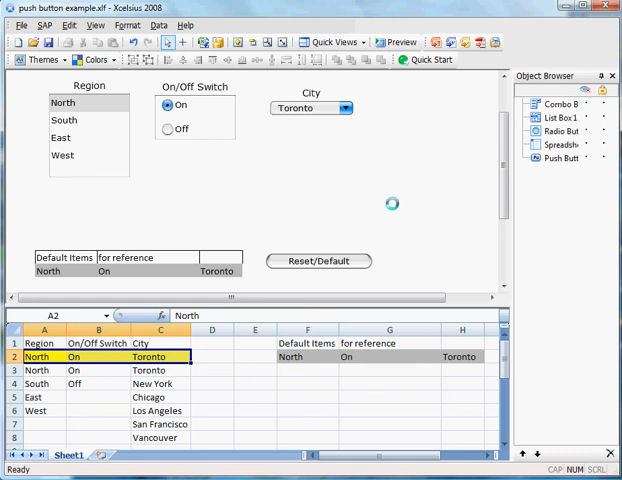 push button example.xlf - Xcelsius 2008
File SAP Edit View Format Data Help
Quick Views Preview
Themes Colors Quick Start
Region
North
South
East
West
On/Off Switch
On
Off
City
Toronto
Default Items for reference
North On Toronto
Reset/Default
Object Browser
Combo B
List Box 1
Radio But
Spreadsh
Push Butt
A2 fx North
A B C D E F G H
1 Region On/Off Switch City Default Items for reference
2 North On Toronto North On Toronto
3 North On Toronto
4 South Off New York
5 East Chicago
6 West Los Angeles
7 San Francisco
8 Vancouver
Sheet1
Ready CAP NUM SCRL